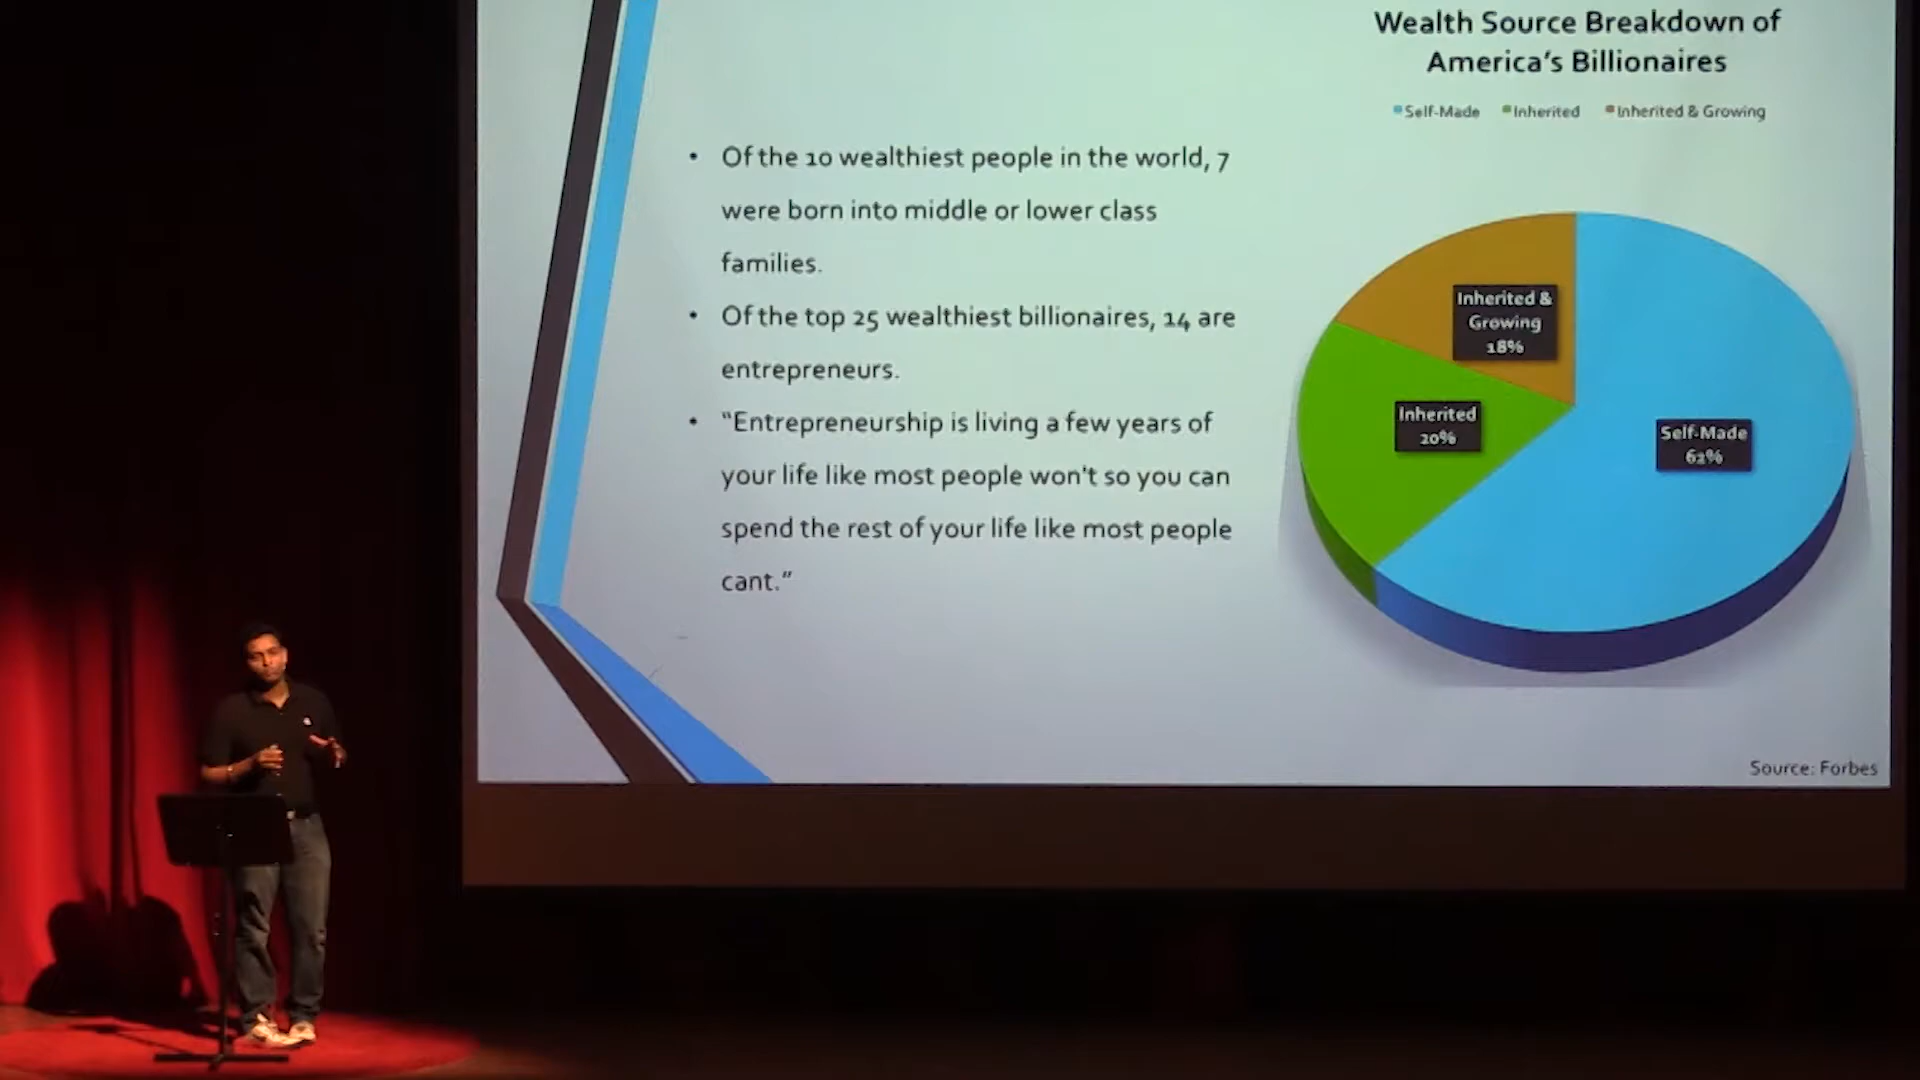 Wealth Source Breakdown of
America's Billionaires
Self-Made Inherited Inherited & Growing
• Of the 10 wealthiest people in the world, 7
were born into middle or lower class
families.
• Of the top 25 wealthiest billionaires, 14 are
entrepreneurs.
• "Entrepreneurship is living a few years of
your life like most people won't so you can
spend the rest of your life like most people
cant."
Inherited &
Growing
18%
Inherited
20%
Self-Made
62%
Source: Forbes